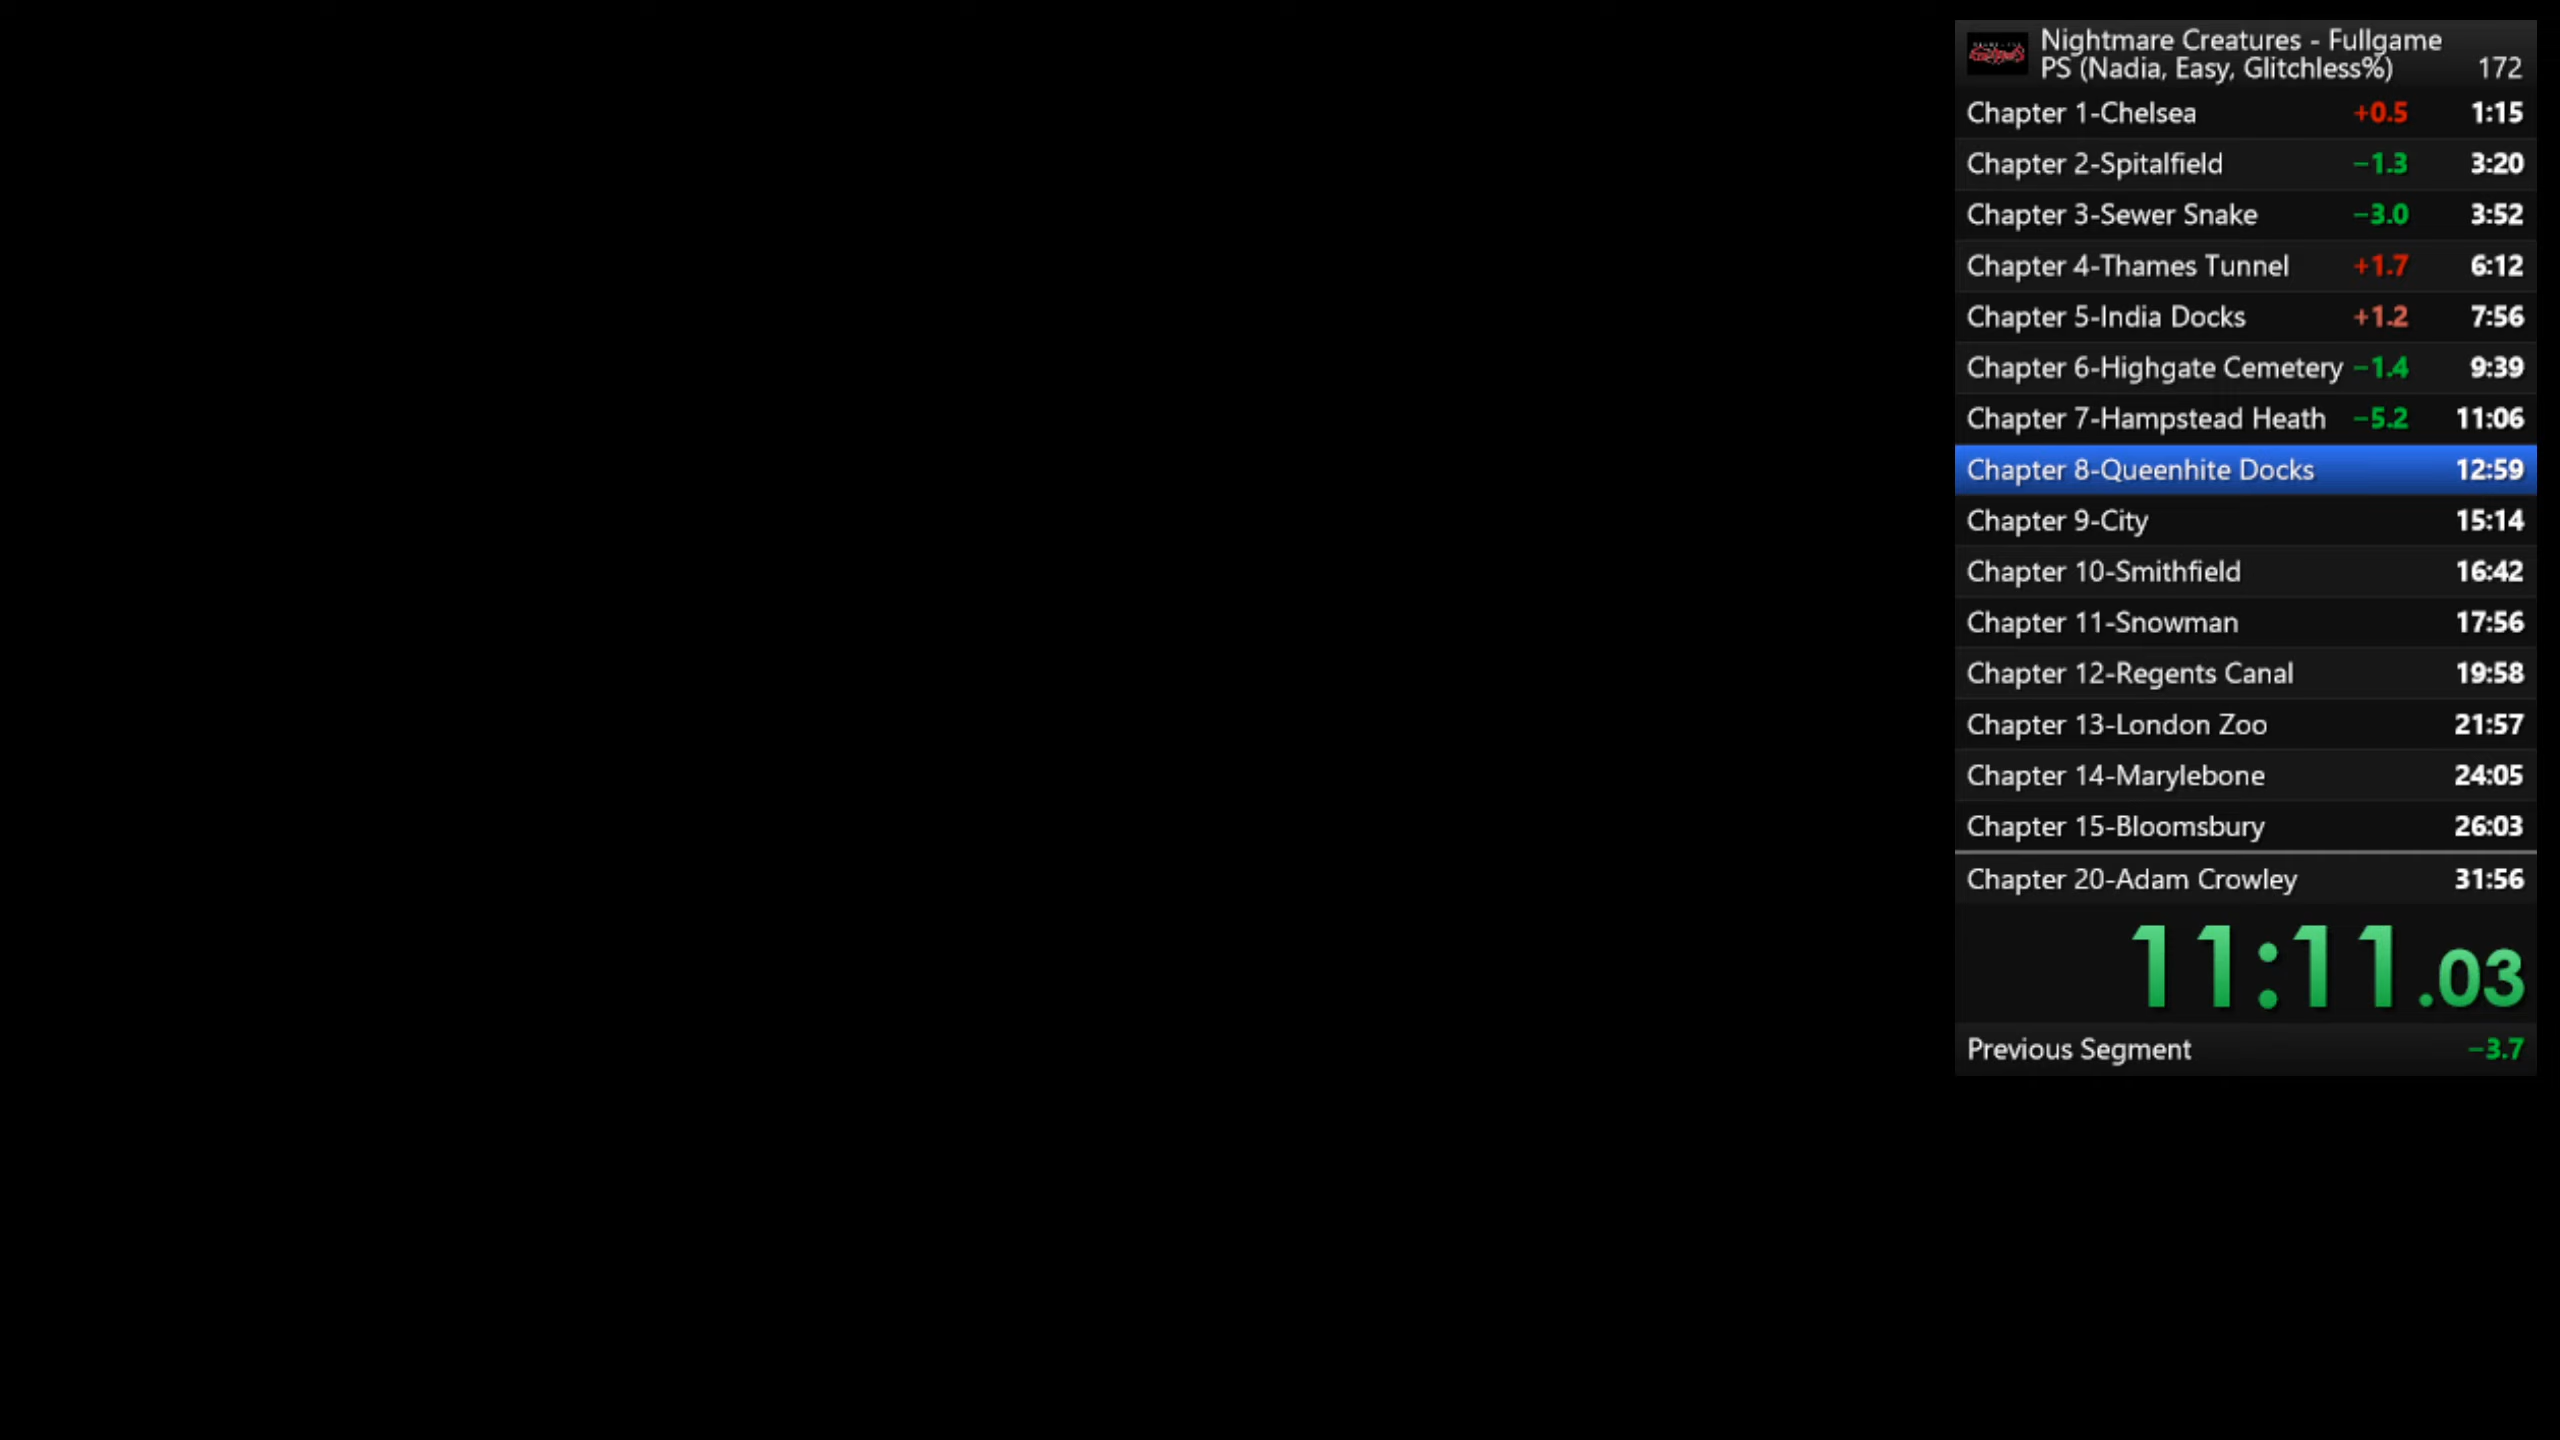 Nightmare Creatures - Fullgame
PS (Nadia, Easy, Glitchless%) 172
Chapter 1-Chelsea +0.5 1:15
Chapter 2-Spitalfield −1.3 3:20
Chapter 3-Sewer Snake −3.0 3:52
Chapter 4-Thames Tunnel +1.7 6:12
Chapter 5-India Docks +1.2 7:56
Chapter 6-Highgate Cemetery −1.4 9:39
Chapter 7-Hampstead Heath −5.2 11:06
Chapter 8-Queenhite Docks 12:59
Chapter 9-City 15:14
Chapter 10-Smithfield 16:42
Chapter 11-Snowman 17:56
Chapter 12-Regents Canal 19:58
Chapter 13-London Zoo 21:57
Chapter 14-Marylebone 24:05
Chapter 15-Bloomsbury 26:03
Chapter 20-Adam Crowley 31:56
11:11.03
Previous Segment −3.7